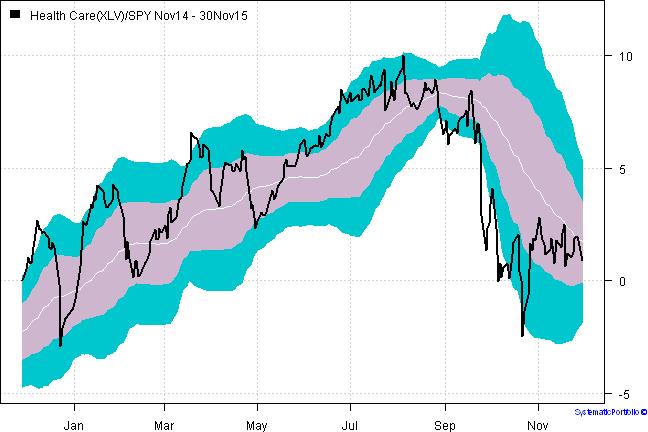 Health Care(XLV)/SPY Nov14 - 30Nov15
10
5
0
-5
Jan Mar May Jul Sep Nov
SystematicPortfolio ©